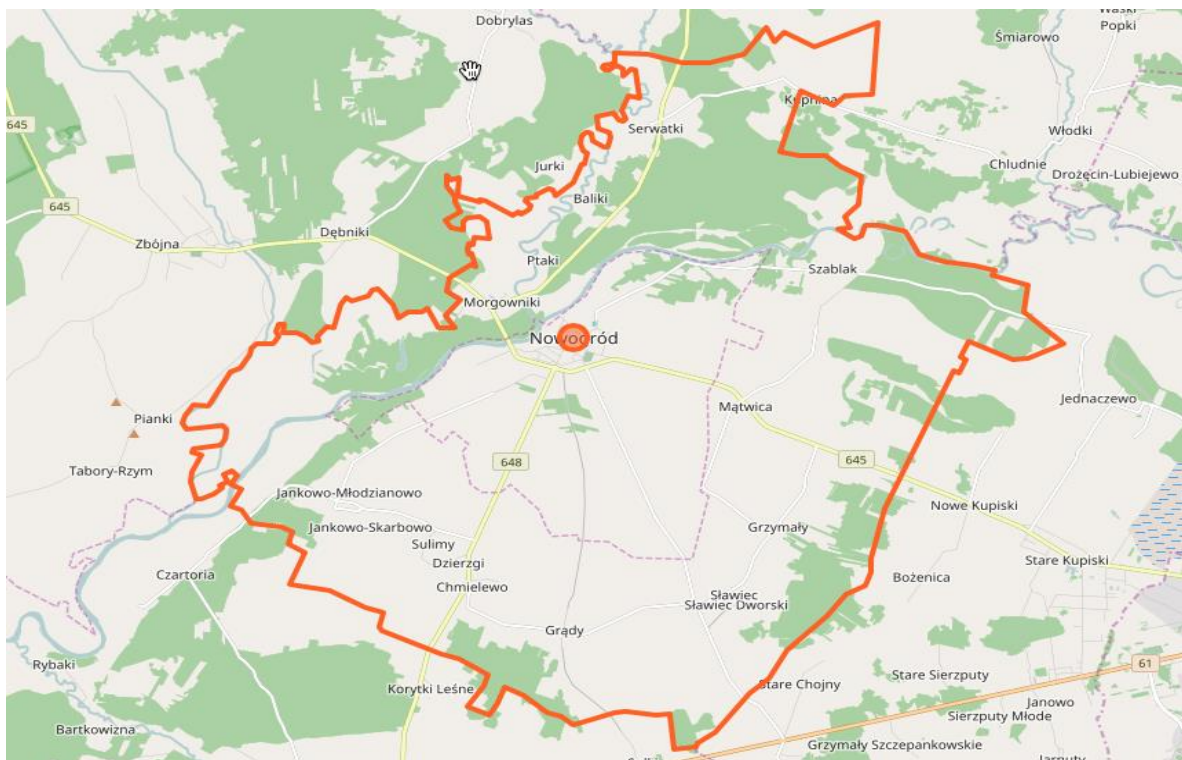 Dobrylas
Waski
Popki
Śmiarowo
Kupnina
645
Serwatki
Włodki
Jurki
Chludnie
Drożęcin-Lubiejewo
645
Baliki
Dębniki
Zbójna
Ptaki
Szablak
Morgowniki
Nowogród
Jednaczewo
Mątwica
Pianki
645
648
Tabory-Rzym
Jankowo-Młodzianowo
Nowe Kupiski
Jankowo-Skarbowo
Grzymały
Sulimy
Dzierzgi
Stare Kupiski
Czartoria
Bożenica
Chmielewo
Sławiec
Sławiec Dworski
Grądy
Rybaki
61
Stare Sierzputy
Korytki Leśne
Stare Chojny
Janowo
Sierzputy Młode
Bartkowizna
Grzymały Szczepankowskie